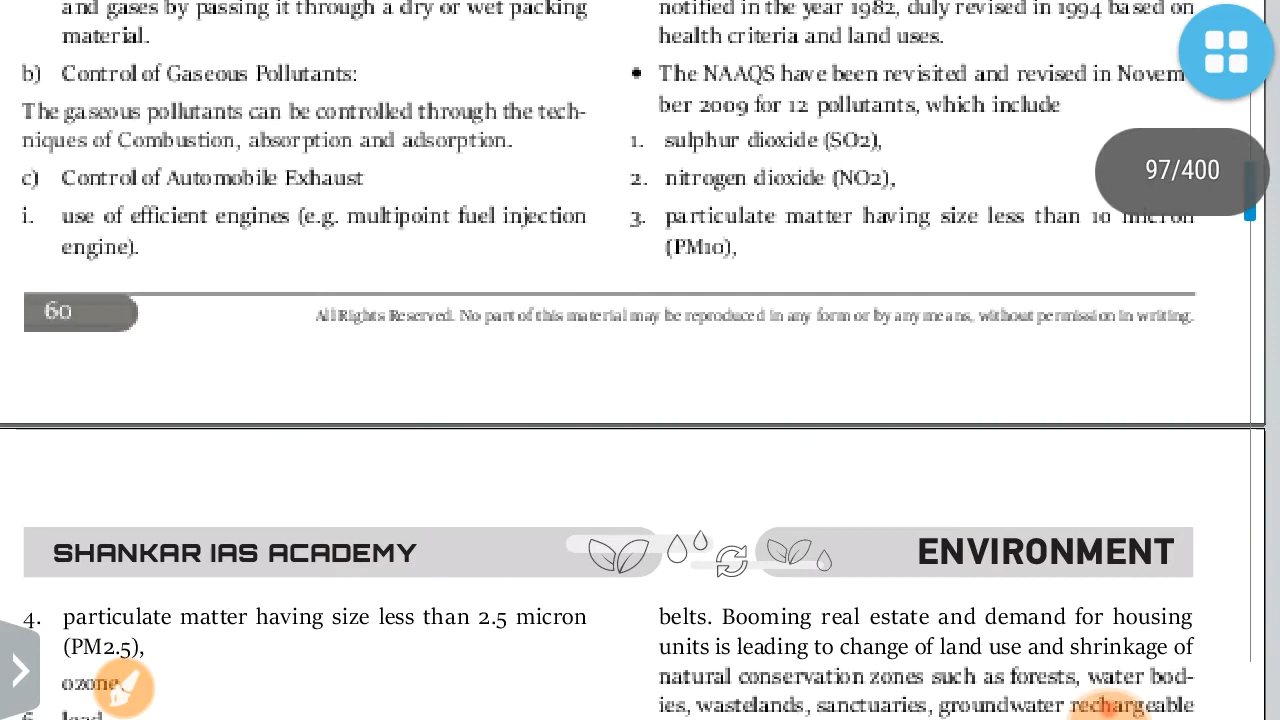 and gases by passing it through a dry or wet packing
material.
b) Control of Gaseous Pollutants:
The gaseous pollutants can be controlled through the tech-
niques of Combustion, absorption and adsorption.
c) Control of Automobile Exhaust
i. use of efficient engines (e.g. multipoint fuel injection
engine).
notified in the year 1982, duly revised in 1994 based on
health criteria and land uses.
• The NAAQS have been revisited and revised in Novem-
ber 2009 for 12 pollutants, which include
1. sulphur dioxide (SO2),
2. nitrogen dioxide (NO2),
3. particulate matter having size less than 10 micron
(PM10),
97/400
60
All Rights Reserved. No part of this material may be reproduced in any form or by any means, without permission in writing.
SHANKAR IAS ACADEMY
ENVIRONMENT
4. particulate matter having size less than 2.5 micron
(PM2.5),
ozone,
lead
belts. Booming real estate and demand for housing
units is leading to change of land use and shrinkage of
natural conservation zones such as forests, water bod-
ies, wastelands, sanctuaries, groundwater rechargeable